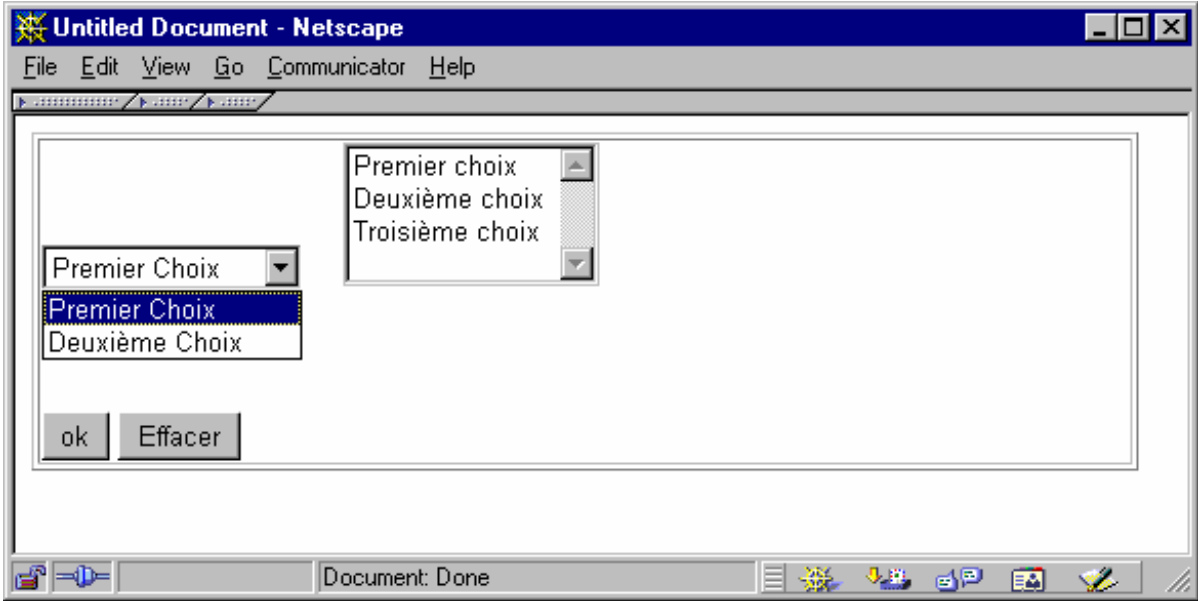 Untitled Document - Netscape
File Edit View Go Communicator Help
Premier choix
Deuxième choix
Troisième choix
Premier Choix
Premier Choix
Deuxième Choix
ok Effacer
Document: Done